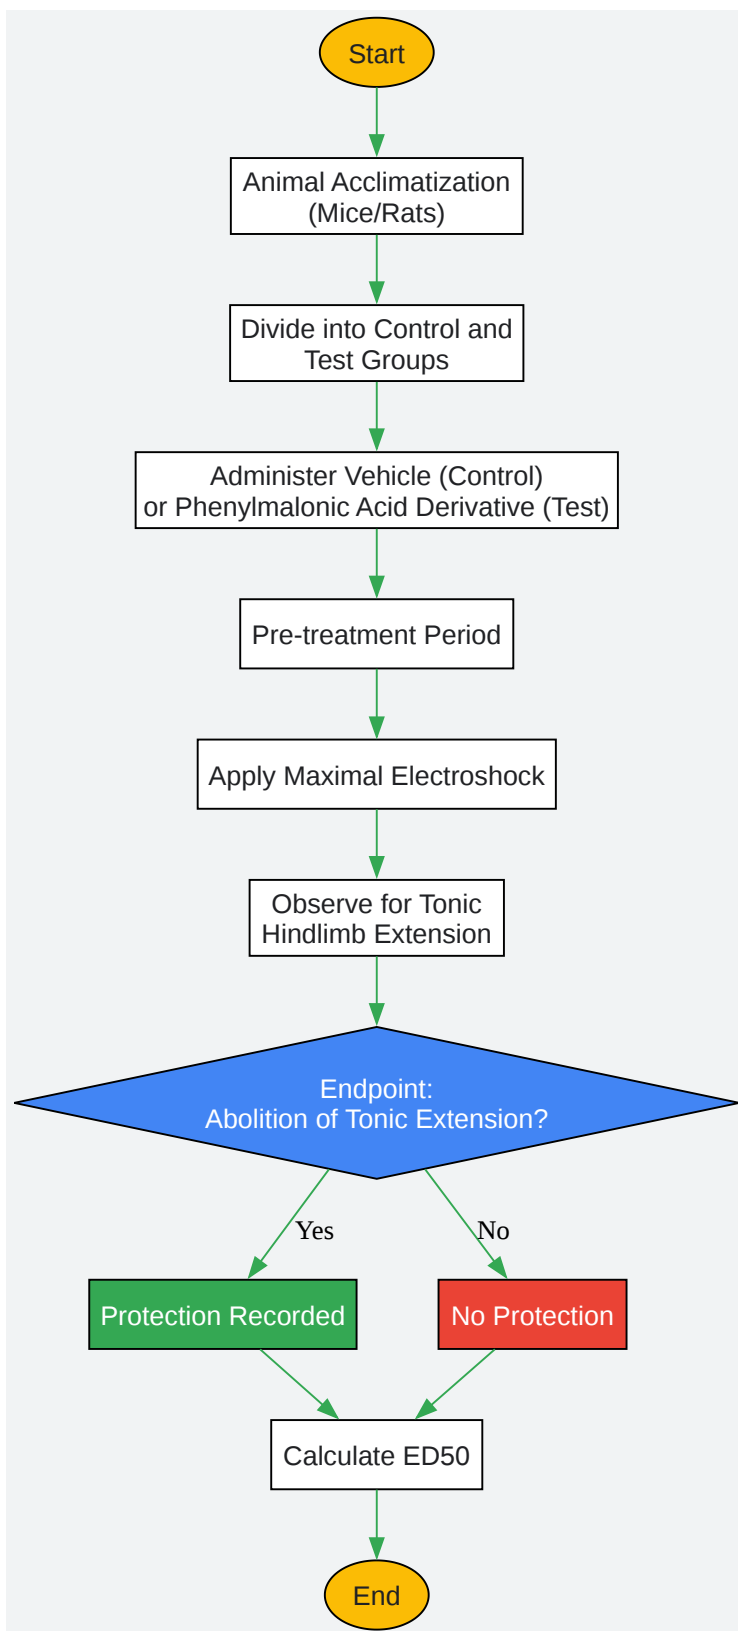 Start
Animal Acclimatization
(Mice/Rats)
Divide into Control and
Test Groups
Administer Vehicle (Control)
or Phenylmalonic Acid Derivative (Test)
Pre-treatment Period
Apply Maximal Electroshock
Observe for Tonic
Hindlimb Extension
Endpoint:
Abolition of Tonic Extension?
Yes
No
Protection Recorded
No Protection
Calculate ED50
End